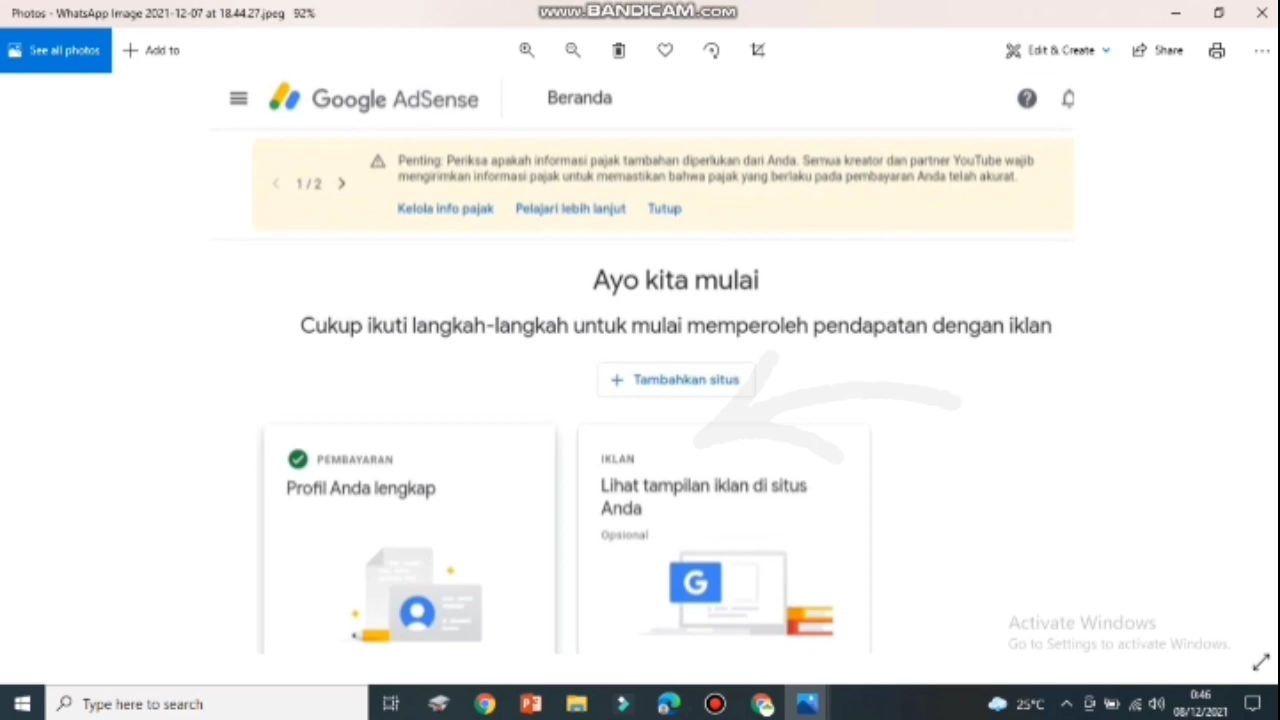 Photos - WhatsApp Image 2021-12-07 at 18.44.27.jpeg 92%
www.BANDICAM.com
See all photos
Add to
Edit & Create
Share
Google AdSense
Beranda
1 / 2
Penting: Periksa apakah informasi pajak tambahan diperlukan dari Anda. Semua kreator dan partner YouTube wajib
mengirimkan informasi pajak untuk memastikan bahwa pajak yang berlaku pada pembayaran Anda telah akurat.
Kelola info pajak Pelajari lebih lanjut Tutup
Ayo kita mulai
Cukup ikuti langkah-langkah untuk mulai memperoleh pendapatan dengan iklan
+ Tambahkan situs
PEMBAYARAN
Profil Anda lengkap
IKLAN
Lihat tampilan iklan di situs
Anda
Opsional
G
Activate Windows
Go to Settings to activate Windows.
Type here to search
25°C
0:46
08/12/2021